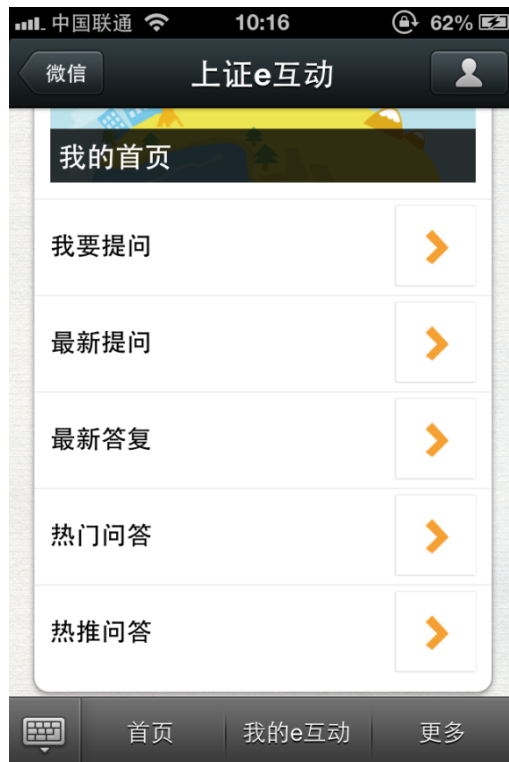 中国联通 10:16 62%
微信 上证e互动
我的首页
我要提问
最新提问
最新答复
热门问答
热推问答
首页 我的e互动 更多